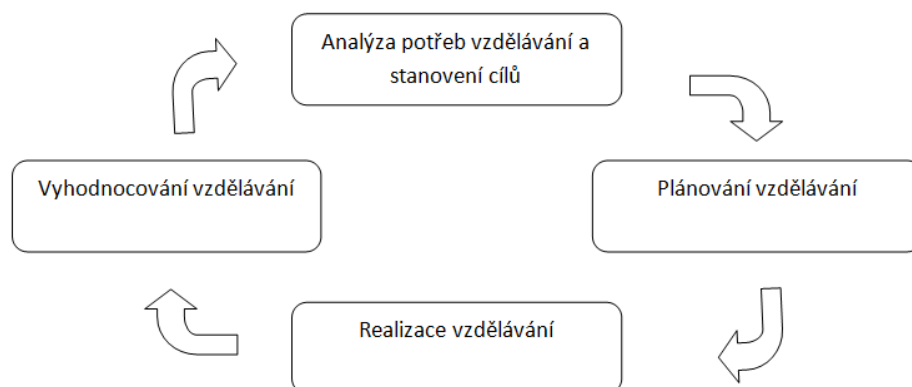 Analýza potřeb vzdělávání a
stanovení cílů
Vyhodnocování vzdělávání
Plánování vzdělávání
Realizace vzdělávání